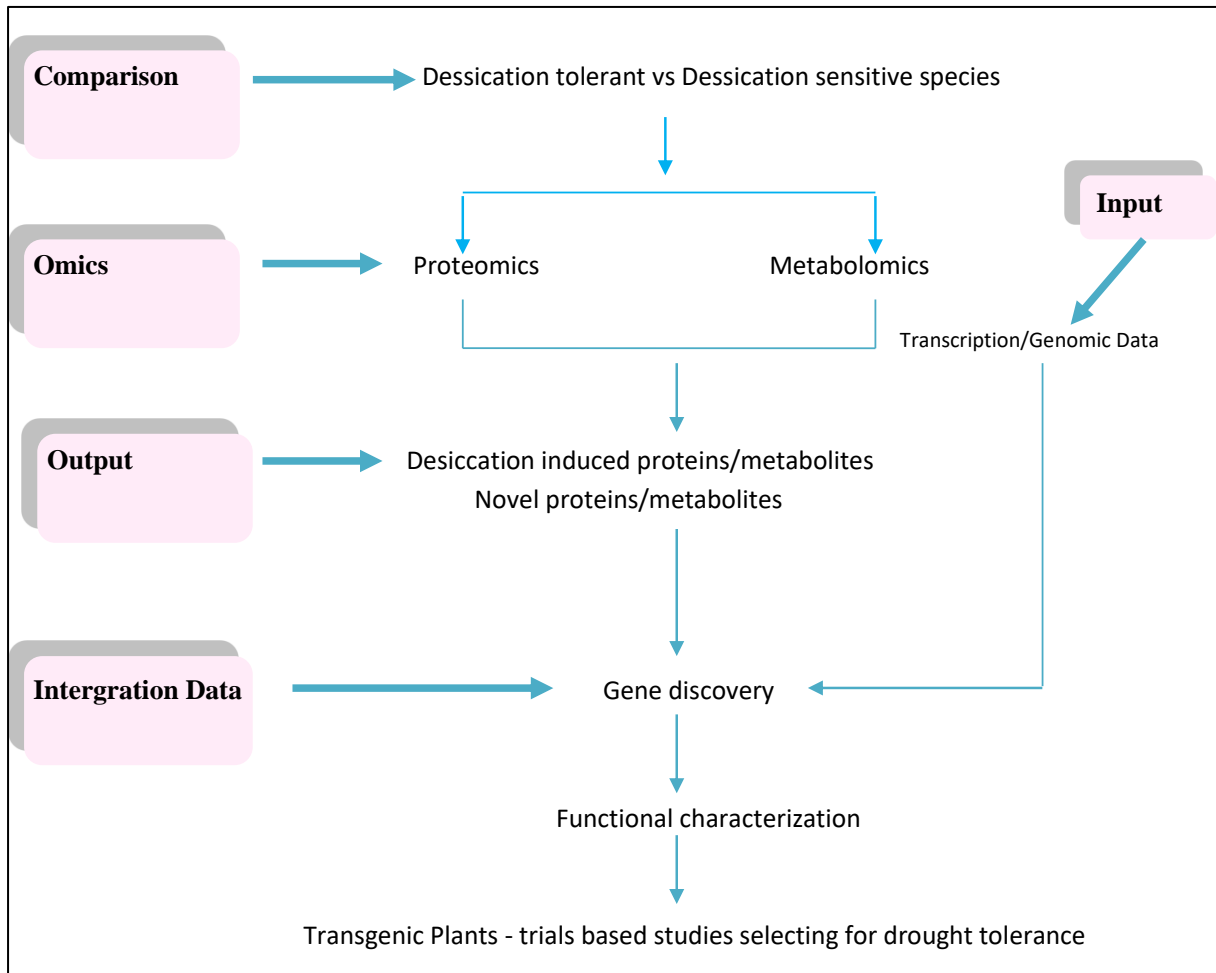 Comparison
Dessication tolerant vs Dessication sensitive species
Input
Omics
Proteomics
Metabolomics
Transcription/Genomic Data
Output
Desiccation induced proteins/metabolites
Novel proteins/metabolites
Intergration Data
Gene discovery
Functional characterization
Transgenic Plants - trials based studies selecting for drought tolerance